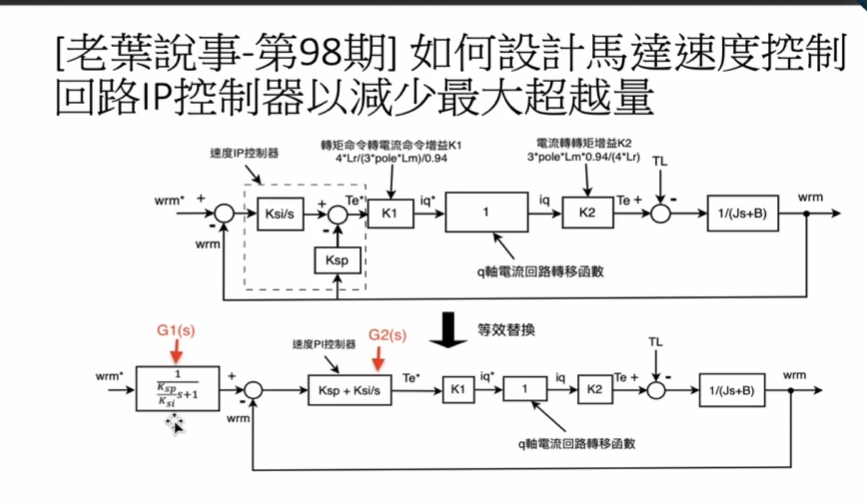 [老葉說事-第98期] 如何設計馬達速度控制
回路IP控制器以減少最大超越量
速度IP控制器
轉矩命令轉電流命令增益K1
4*Lr/(3*pole*Lm)/0.94
電流轉轉矩增益K2
3*pole*Lm*0.94/(4*Lr)
TL
wrm*
+
-
Ksi/s
+
-
Te*
K1
iq*
1
iq
K2
Te +
-
1/(Js+B)
wrm
wrm
Ksp
q軸電流回路轉移函數
等效替換
G1(s)
G2(s)
速度PI控制器
TL
wrm*
1
Ksp
Ksi
s+1
+
-
wrm
Ksp + Ksi/s
Te*
K1
iq*
1
iq
K2
Te +
-
1/(Js+B)
wrm
q軸電流回路轉移函數